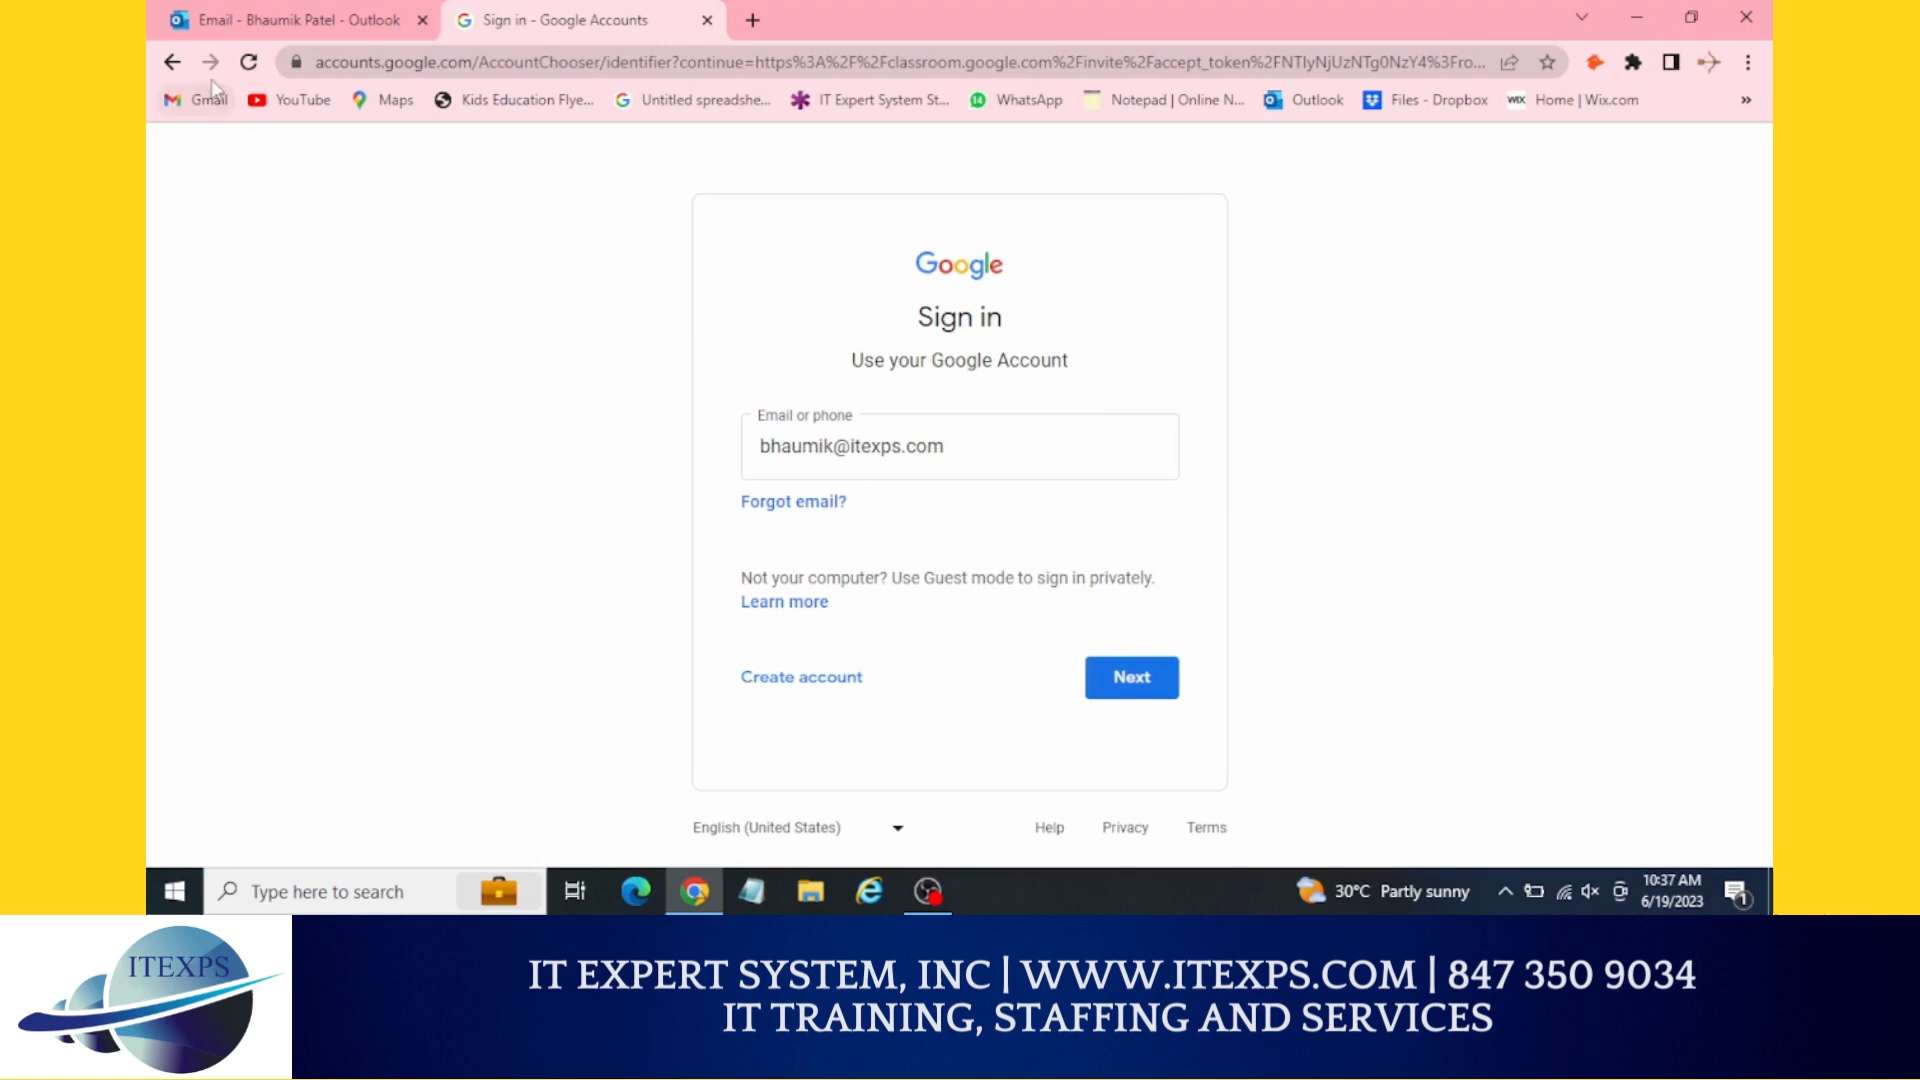 Email - Bhaumik Patel - Outlook
Sign in - Google Accounts
accounts.google.com/AccountChooser/identifier?continue=https%3A%2F%2Fclassroom.google.com%2Finvite%2Faccept_token%2FNTIyNjUzNTg0NzY4%3Fro...
Gmail
YouTube
Maps
Kids Education Flye...
Untitled spreadshe...
IT Expert System St...
WhatsApp
Notepad | Online N...
Outlook
Files - Dropbox
WIX Home | Wix.com
»
Google
Sign in
Use your Google Account
Email or phone
bhaumik@itexps.com
Forgot email?
Not your computer? Use Guest mode to sign in privately.
Learn more
Create account
Next
English (United States)
Help
Privacy
Terms
Type here to search
30°C Partly sunny
10:37 AM
6/19/2023
1
ITEXPS
IT EXPERT SYSTEM, INC | WWW.ITEXPS.COM | 847 350 9034
IT TRAINING, STAFFING AND SERVICES